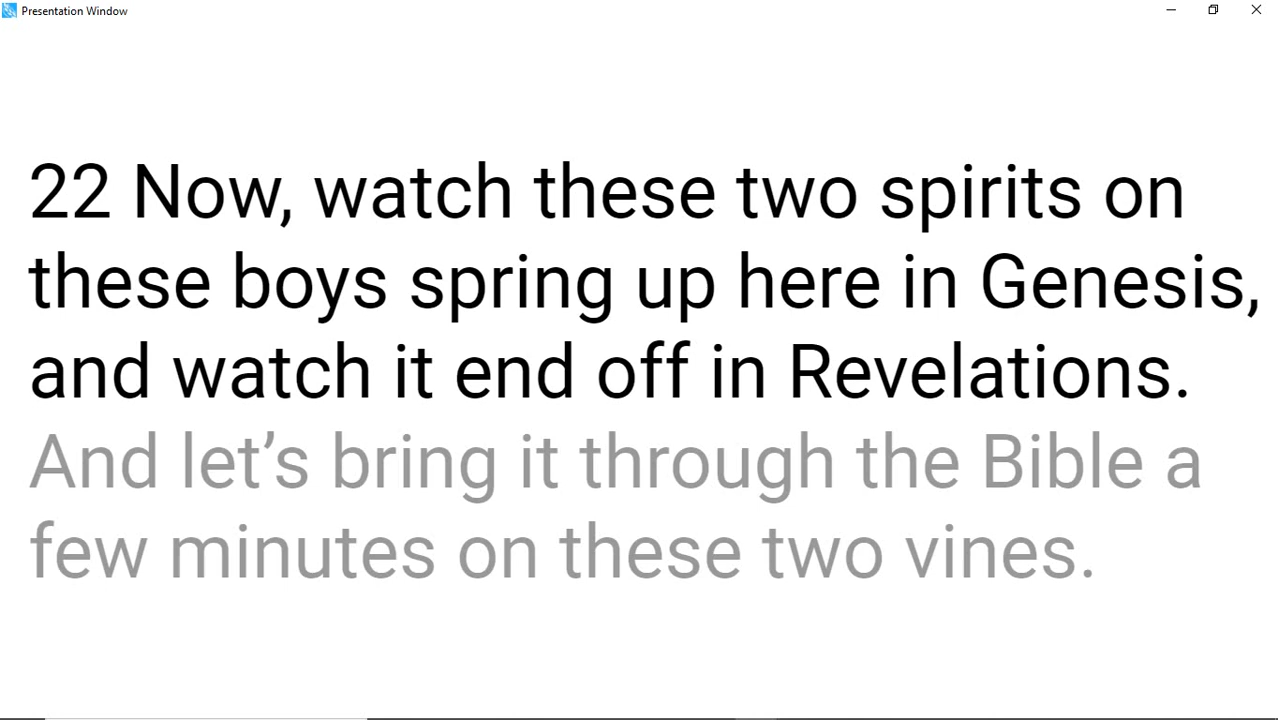 Presentation Window
22 Now, watch these two spirits on
these boys spring up here in Genesis,
and watch it end off in Revelations.
And let’s bring it through the Bible a
few minutes on these two vines.